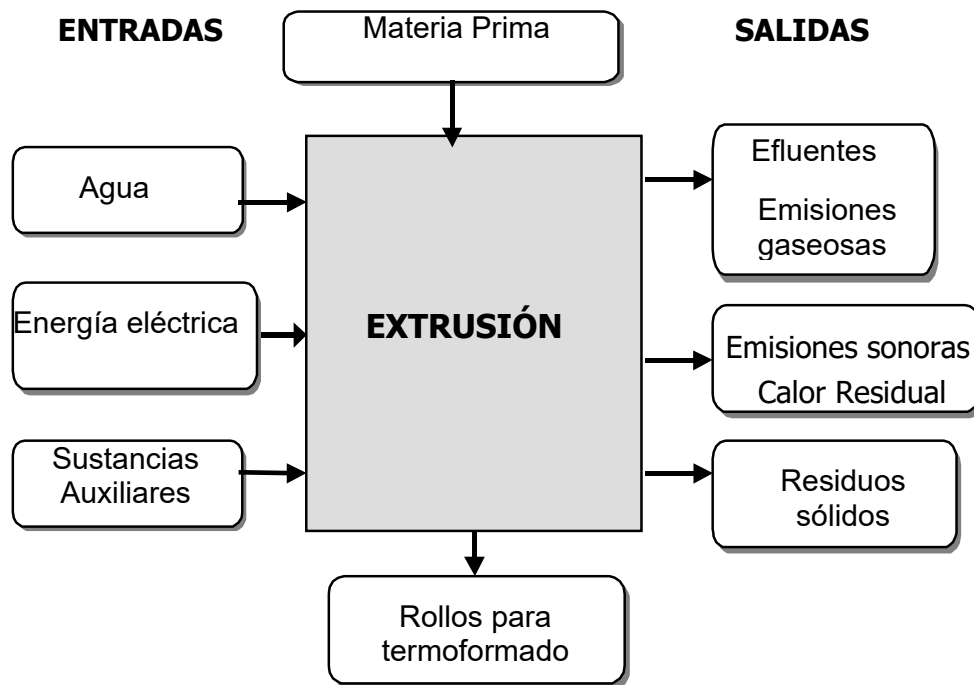 ENTRADAS
Materia Prima
SALIDAS
Agua
Energía eléctrica
Sustancias
Auxiliares
EXTRUSIÓN
Efluentes
Emisiones
gaseosas
Emisiones sonoras
Calor Residual
Residuos
sólidos
Rollos para
termoformado